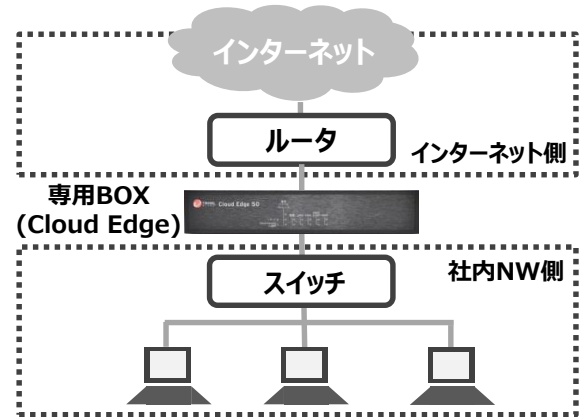 インターネット
ルータ
インターネット側
専用BOX
(Cloud Edge)
Cloud Edge 50
スイッチ
社内NW側